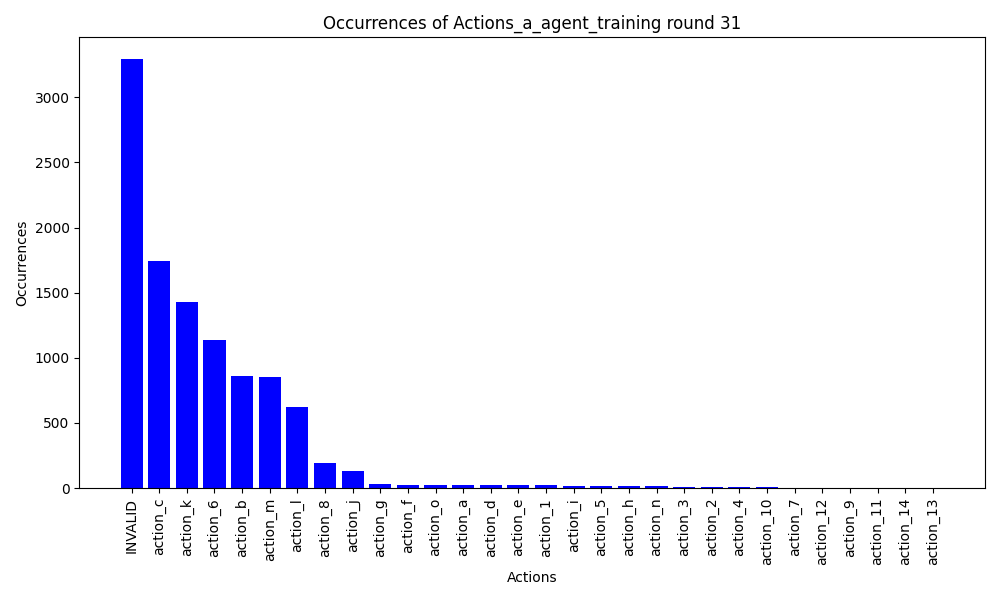 Occurrences of Actions_a_agent_training round 31
Occurrences
3000
2500
2000
1500
1000
500
0
INVALID
action_c
action_k
action_6
action_b
action_m
action_l
action_8
action_j
action_g
action_f
action_o
action_a
action_d
action_e
action_1
action_i
action_5
action_h
action_n
action_3
action_2
action_4
action_10
action_7
action_12
action_9
action_11
action_14
action_13
Actions